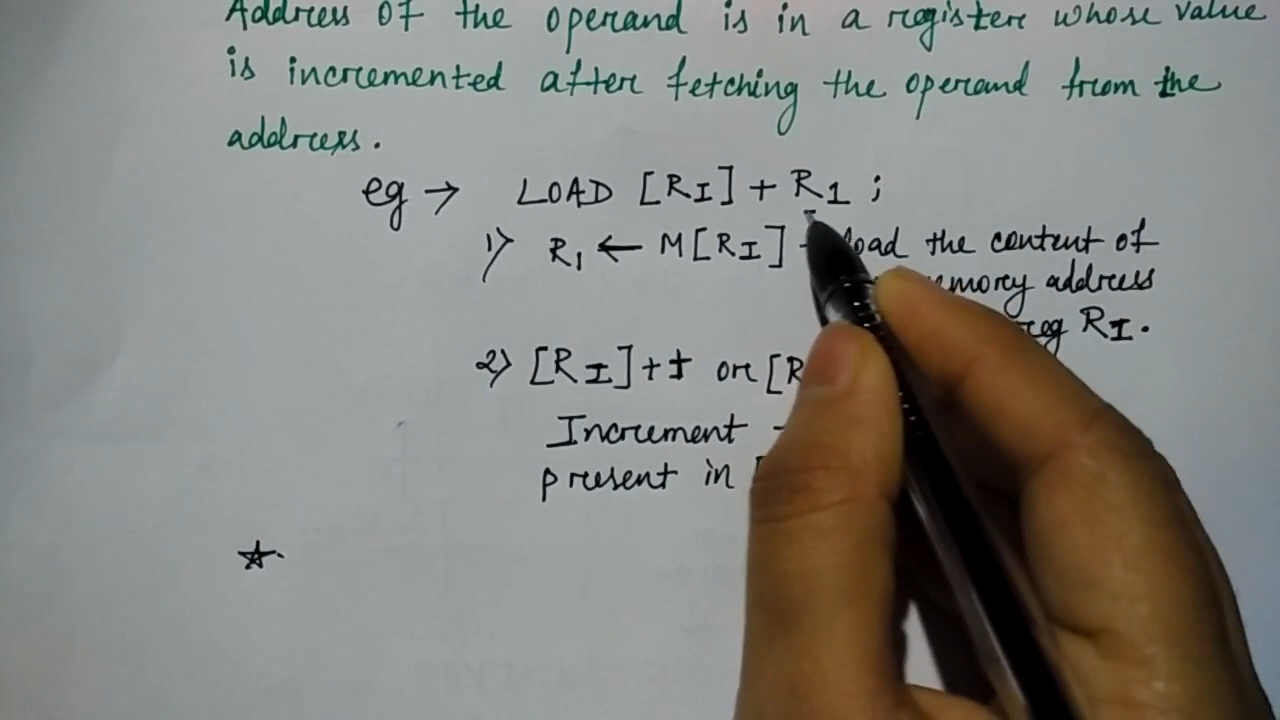 Address of the operand is in a register whose value
is incremented after fetching the operand from the
address.
eg → LOAD [RI] + R1 ;
1) R1 ← M[RI] load the content of
address
reg RI.
2) [RI]++ or [R
Increment
present in [